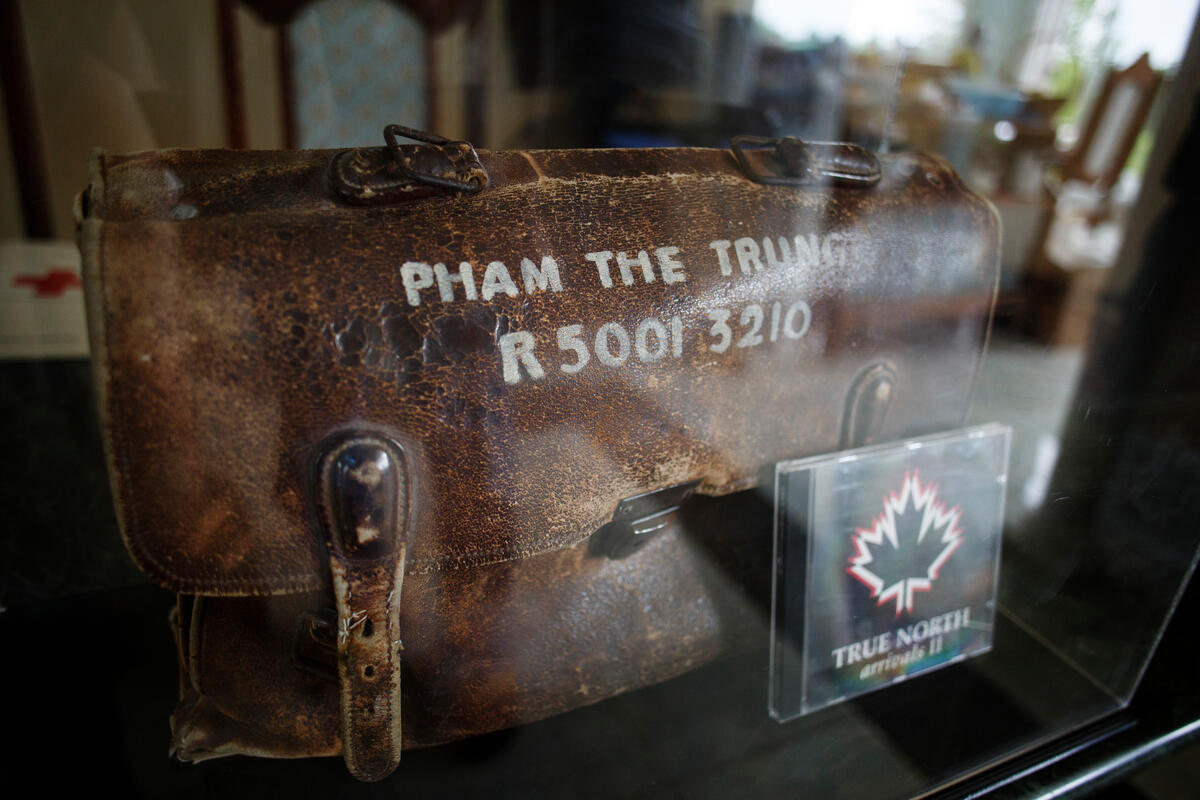 PHAM THE TRUNG
R 5001 3210
TRUE NORTH
arrivals II